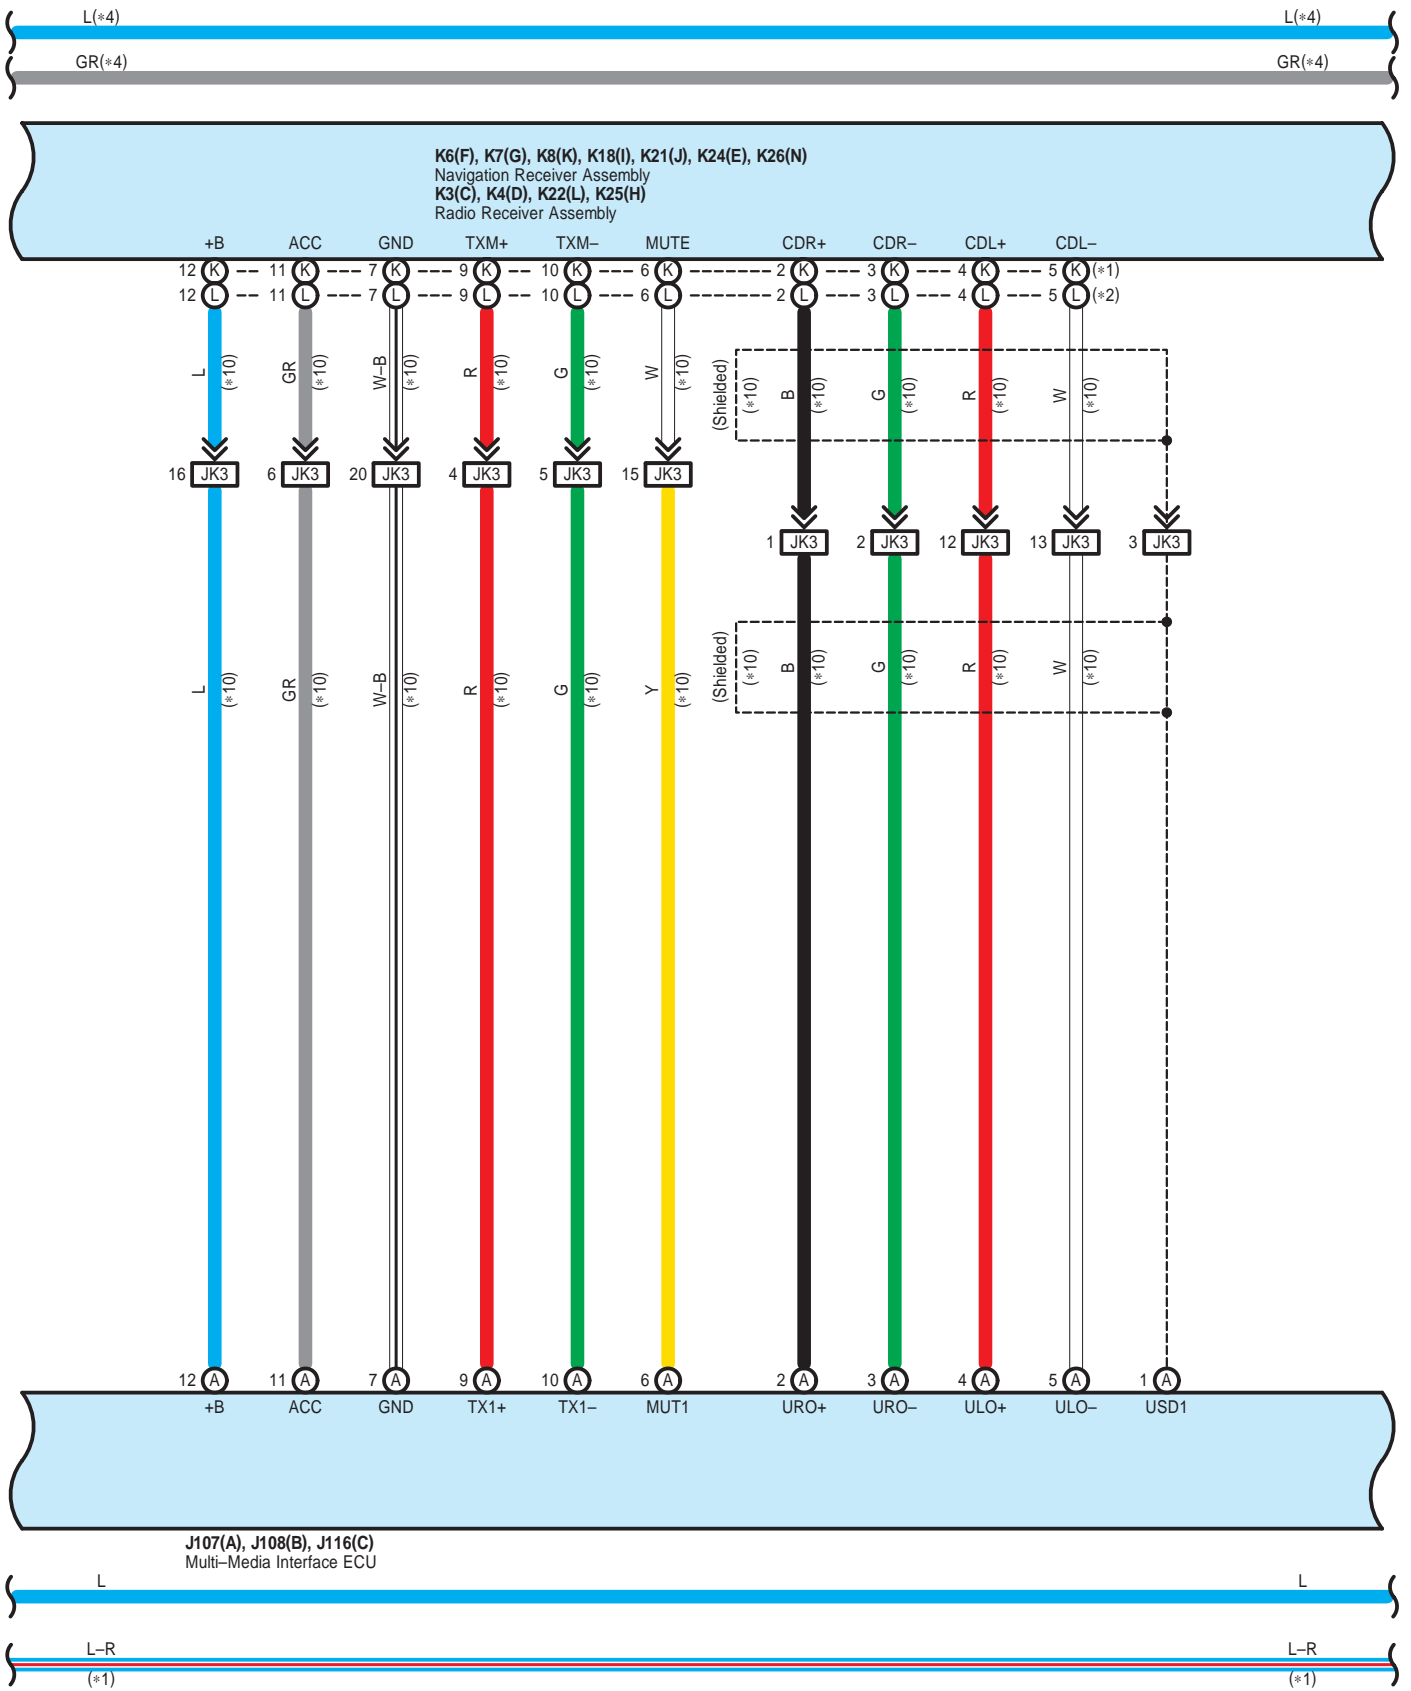 L(*4) L(*4)
GR(*4) GR(*4)
K6(F), K7(G), K8(K), K18(I), K21(J), K24(E), K26(N)
Navigation Receiver Assembly
K3(C), K4(D), K22(L), K25(H)
Radio Receiver Assembly
+B ACC GND TXM+ TXM– MUTE CDR+ CDR– CDL+ CDL–
12 K 11 K 7 K 9 K 10 K 6 K 2 K 3 K 4 K 5 K (*1)
12 L 11 L 7 L 9 L 10 L 6 L 2 L 3 L 4 L 5 L (*2)
L (*10) GR (*10) W–B (*10) R (*10) G (*10) W (*10) (Shielded) (*10) B (*10) G (*10) R (*10) W (*10)
16 JK3 6 JK3 20 JK3 4 JK3 5 JK3 15 JK3
1 JK3 2 JK3 12 JK3 13 JK3 3 JK3
L (*10) GR (*10) W–B (*10) R (*10) G (*10) Y (*10) (Shielded) (*10) B (*10) G (*10) R (*10) W (*10)
12 A 11 A 7 A 9 A 10 A 6 A 2 A 3 A 4 A 5 A 1 A
+B ACC GND TX1+ TX1– MUT1 URO+ URO– ULO+ ULO– USD1
J107(A), J108(B), J116(C)
Multi–Media Interface ECU
L L
L–R L–R
(*1) (*1)